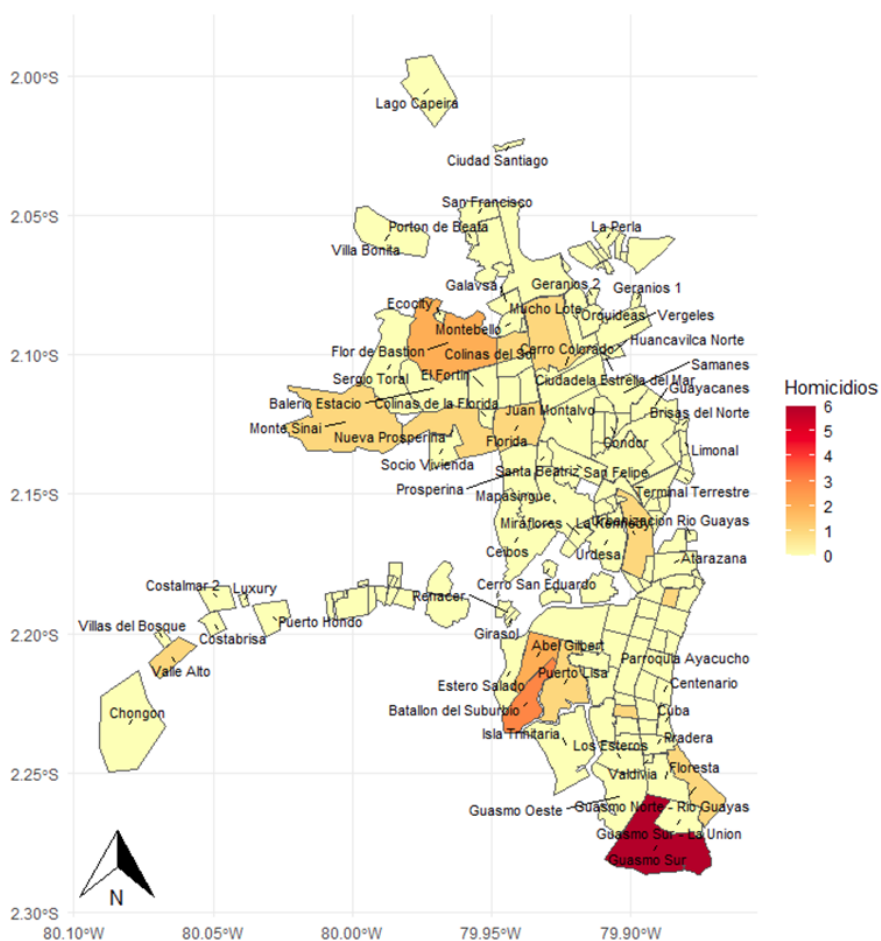 2.00°S
Lago Capeira
Ciudad Santiago
2.05°S
San Francisco
Porton de Beata
La Perla
Villa Bonita
Galavsa
Geranios 2
Geranios 1
Ecocity
Mucho Lote
Orquideas
Vergeles
Montebello
Huancavilca Norte
2.10°S
Flor de Bastion
Colinas del Sol
Cerro Colorado
Samanes
Sergio Toral
El Fortin
Ciudadela Estrella del Mar
Guayacanes
Homicidios
Balerio Estacio
Colinas de la Florida
Juan Montalvo
Brisas del Norte
6
5
4
3
2
1
0
Monte Sinai
Nueva Prosperina
Florida
Condor
Limonal
Socio Vivienda
Santa Beatriz
San Felipe
2.15°S
Prosperina
Mapasingue
Terminal Terrestre
Miraflores
La Kennedy
Urbanizacion Rio Guayas
Ceibos
Urdesa
Atarazana
Costalmar 2
Luxury
Renacer
Cerro San Eduardo
Villas del Bosque
Costabrisa
Puerto Hondo
2.20°S
Girasol
Abel Gilbert
Valle Alto
Puerto Lisa
Parroquia Ayacucho
Estero Salado
Centenario
Chongon
Batallon del Suburbio
Cuba
Isla Trinitaria
Los Esteros
Pradera
2.25°S
Valdivia
Floresta
Guasmo Oeste
Guasmo Norte - Rio Guayas
Guasmo Sur - La Union
Guasmo Sur
N
2.30°S
80.10°W
80.05°W
80.00°W
79.95°W
79.90°W